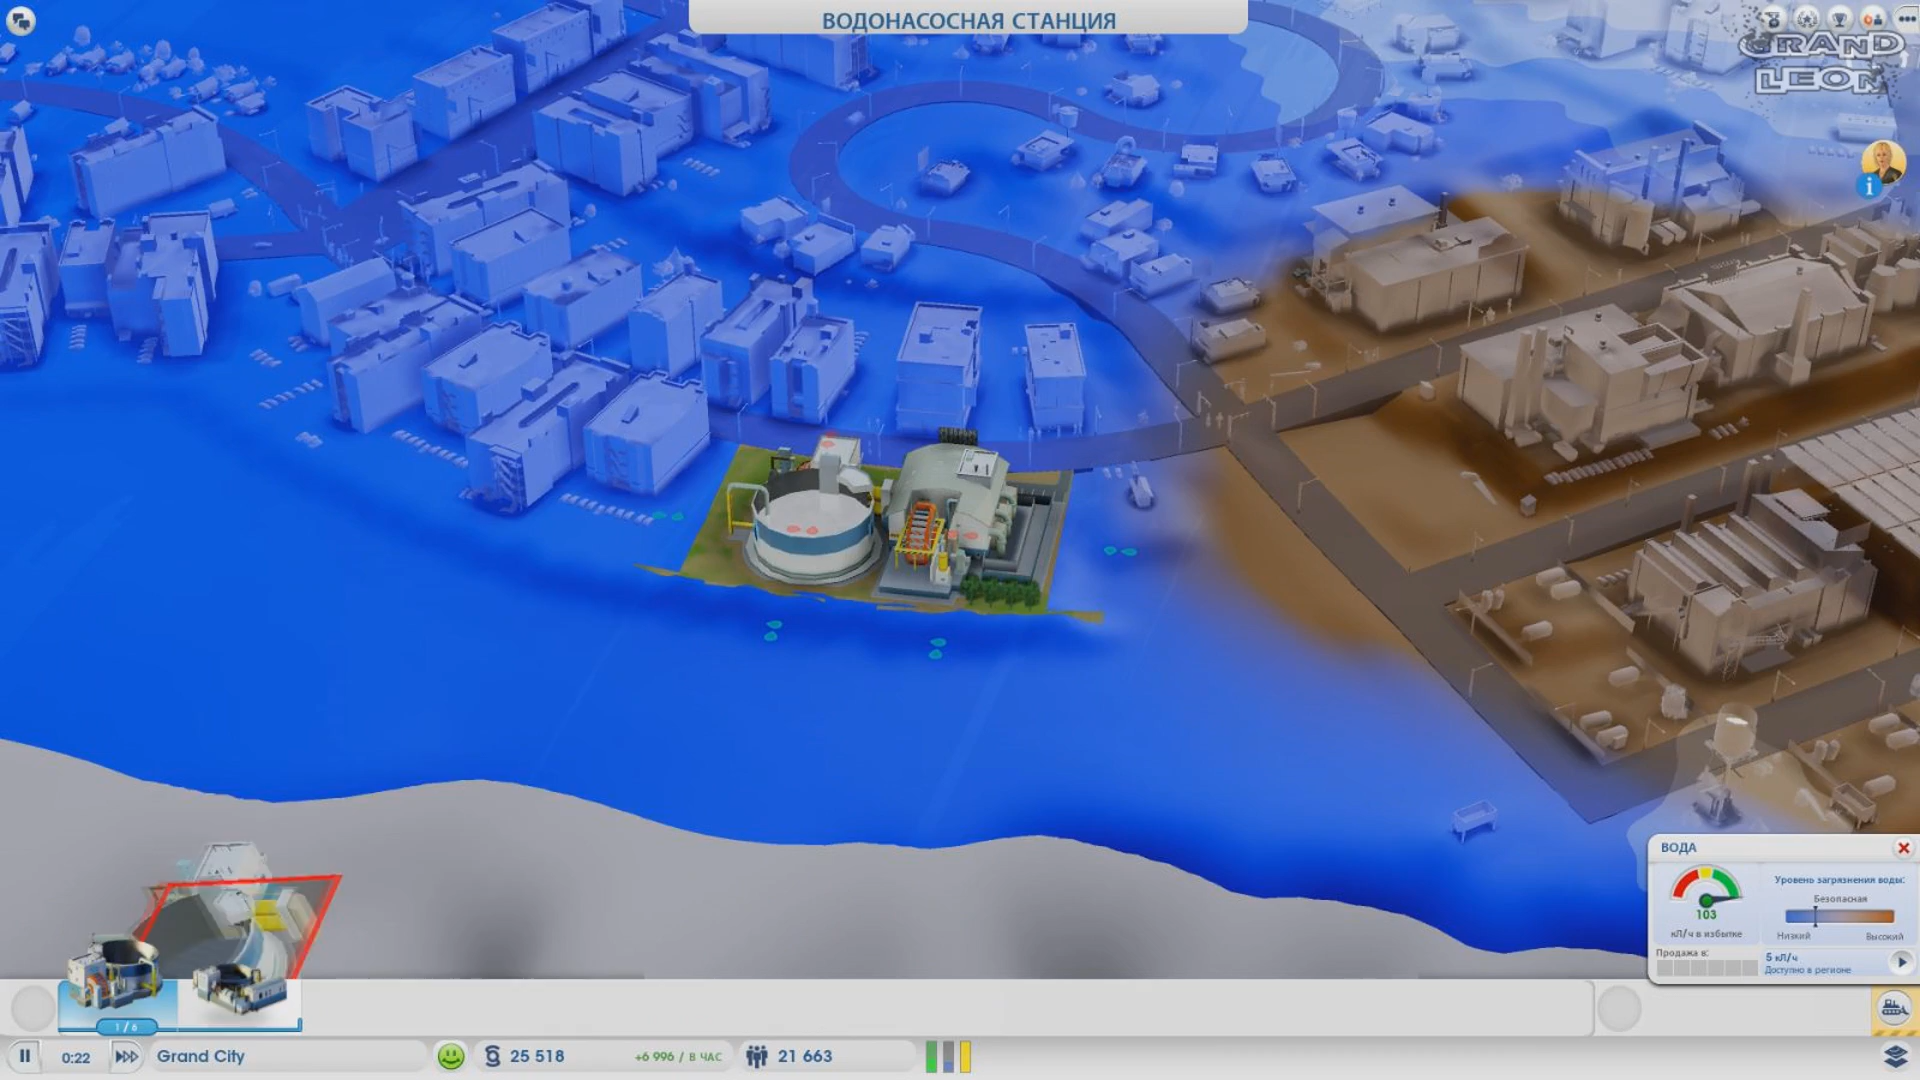 ВОДОНАСОСНАЯ СТАНЦИЯ
GRAND
LEON
i
ВОДА
103
кЛ/ч в избытке
Уровень загрязнения воды:
Безопасная
Низкий
Высокий
Продажа в:
5 кЛ/ч
Доступно в регионе
1 / 6
0:22
Grand City
25 518
+6 996 / В ЧАС
21 663